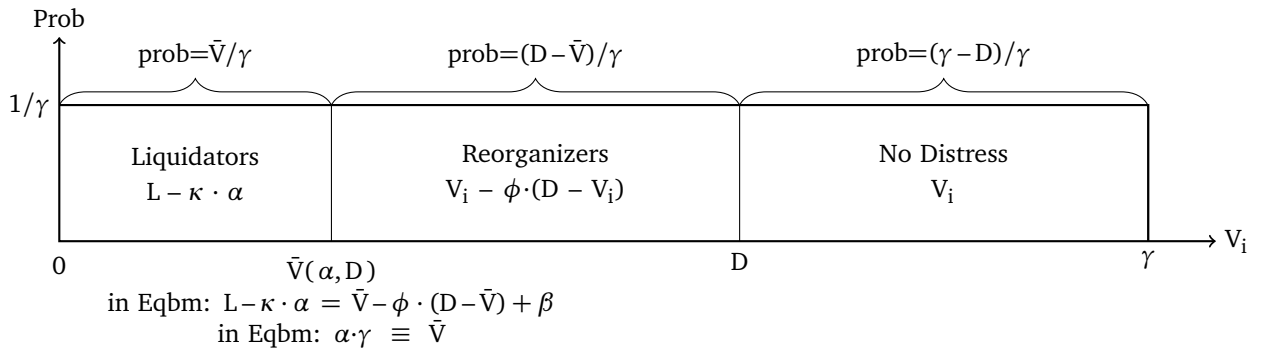 Prob
prob=V̄/γ
prob=(D–V̄)/γ
prob=(γ–D)/γ
1/γ
Liquidators
L – κ · α
Reorganizers
Vᵢ – ϕ·(D – Vᵢ)
No Distress
Vᵢ
Vᵢ
0
V̄(α,D)
D
γ
in Eqbm: L–κ·α = V̄–ϕ·(D–V̄)+β
in Eqbm: α·γ ≡ V̄